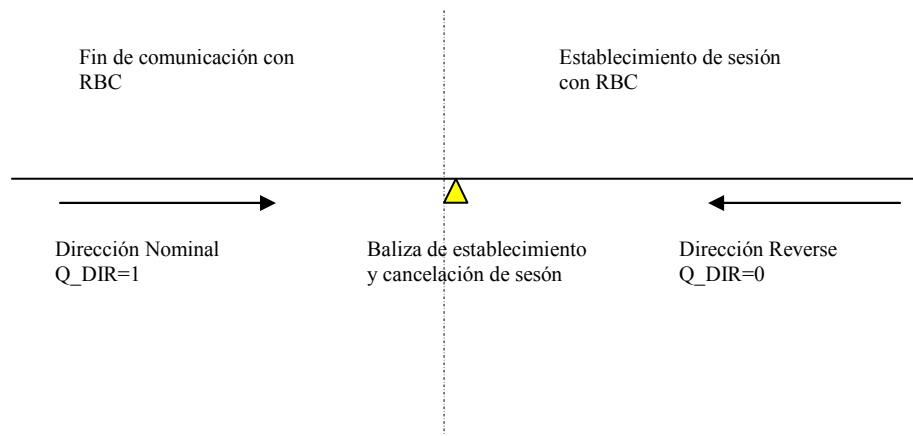 Fin de comunicación con
RBC
Establecimiento de sesión
con RBC
Dirección Nominal
Q_DIR=1
Baliza de establecimiento
y cancelación de sesón
Dirección Reverse
Q_DIR=0